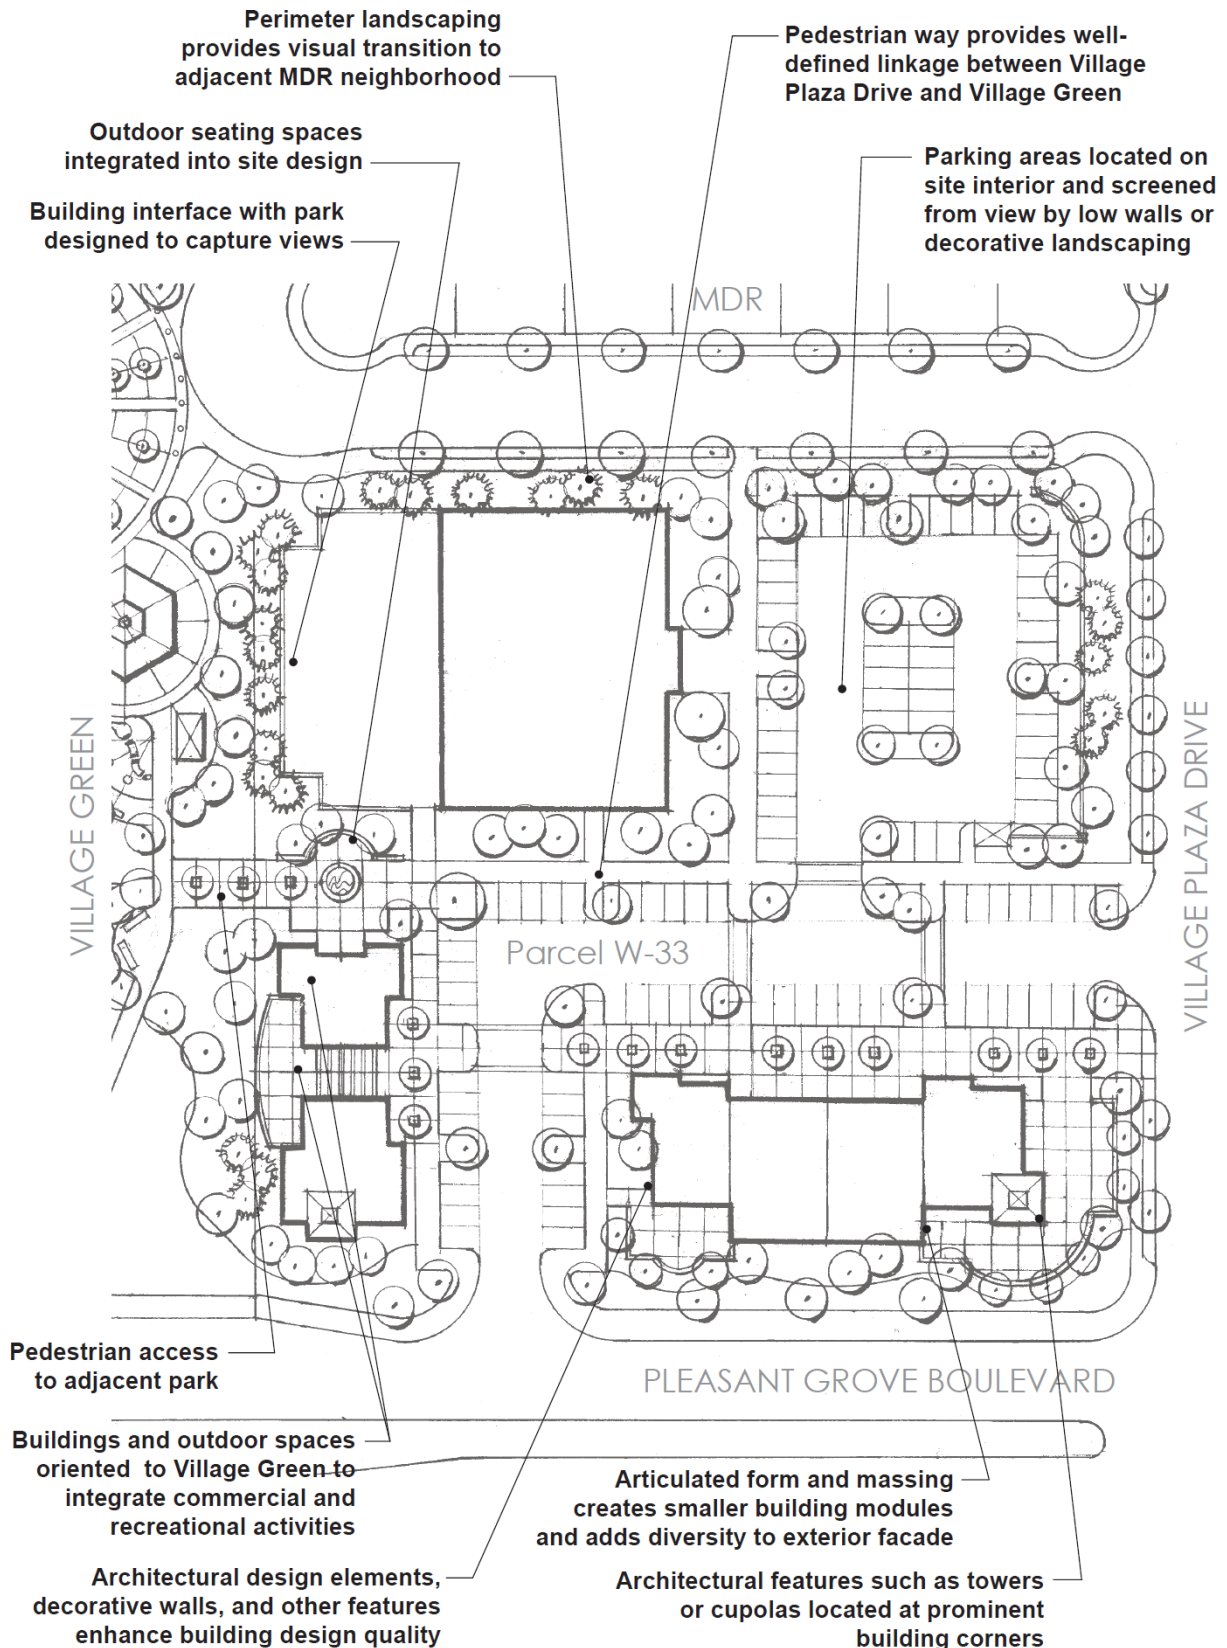 Perimeter landscaping
provides visual transition to
adjacent MDR neighborhood
Pedestrian way provides well-
defined linkage between Village
Plaza Drive and Village Green
Outdoor seating spaces
integrated into site design
Parking areas located on
site interior and screened
from view by low walls or
decorative landscaping
Building interface with park
designed to capture views
MDR
VILLAGE GREEN
VILLAGE PLAZA DRIVE
Parcel W-33
Pedestrian access
to adjacent park
PLEASANT GROVE BOULEVARD
Buildings and outdoor spaces
oriented to Village Green to
integrate commercial and
recreational activities
Articulated form and massing
creates smaller building modules
and adds diversity to exterior facade
Architectural design elements,
decorative walls, and other features
enhance building design quality
Architectural features such as towers
or cupolas located at prominent
building corners